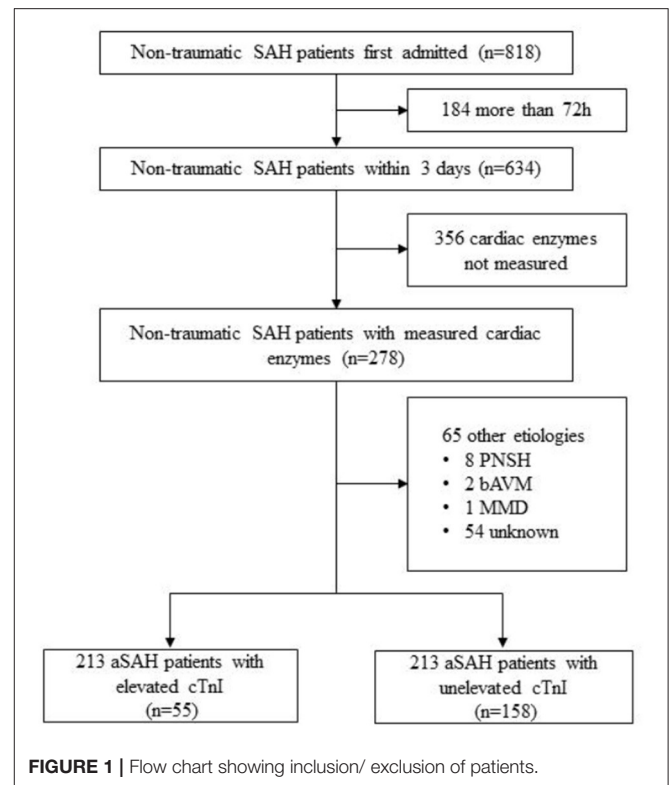 Non-traumatic SAH patients first admitted (n=818)
184 more than 72h
Non-traumatic SAH patients within 3 days (n=634)
356 cardiac enzymes
not measured
Non-traumatic SAH patients with measured cardiac
enzymes (n=278)
65 other etiologies
• 8 PNSH
• 2 bAVM
• 1 MMD
• 54 unknown
213 aSAH patients with
elevated cTnI
(n=55)
213 aSAH patients with
unelevated cTnI
(n=158)
FIGURE 1 | Flow chart showing inclusion/ exclusion of patients.